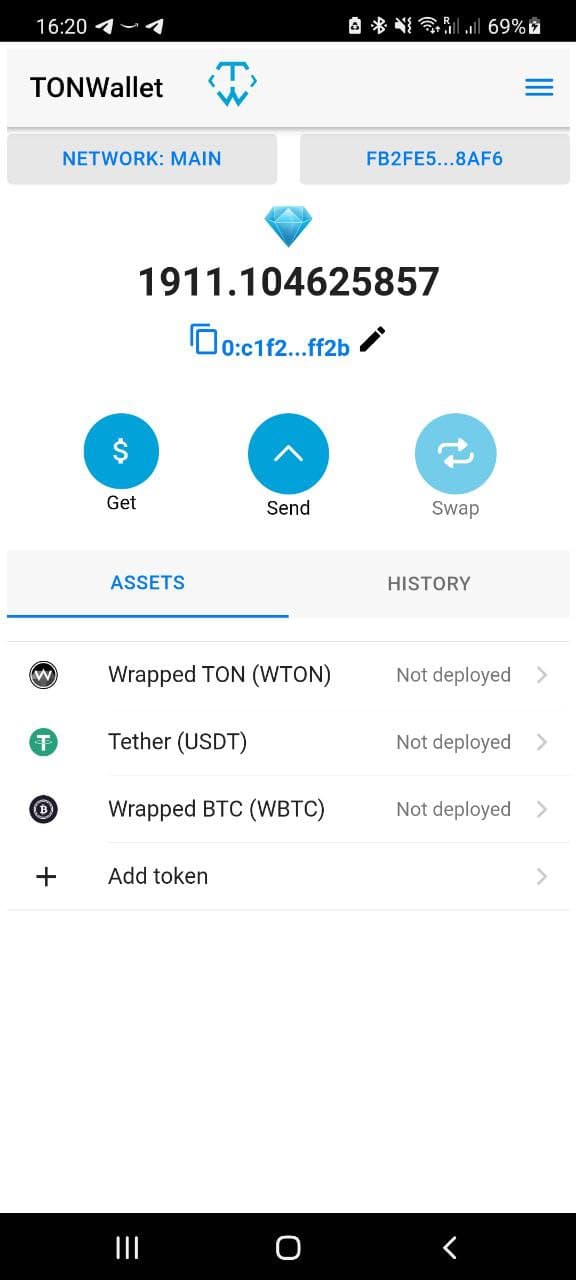 16:20
69%
TONWallet
NETWORK: MAIN
FB2FE5...8AF6
1911.104625857
0:c1f2...ff2b
Get
Send
Swap
ASSETS
HISTORY
Wrapped TON (WTON)
Not deployed
Tether (USDT)
Not deployed
Wrapped BTC (WBTC)
Not deployed
Add token